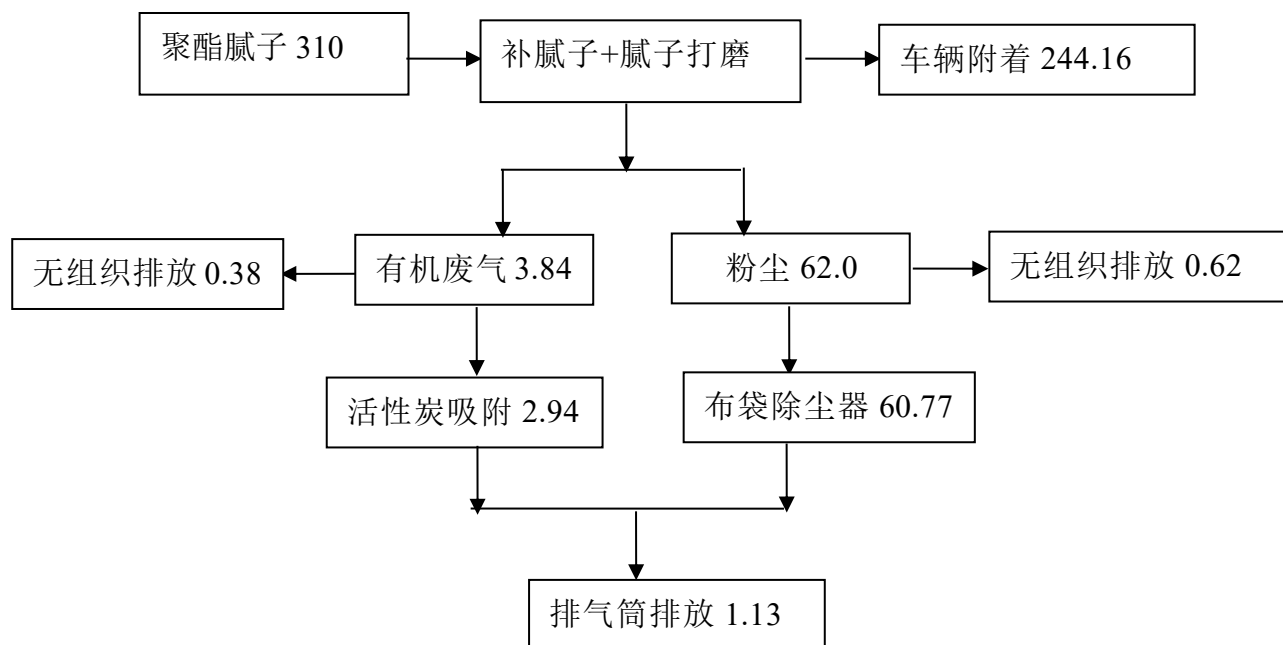 聚酯腻子 310
补腻子+腻子打磨
车辆附着 244.16
无组织排放 0.38
有机废气 3.84
粉尘 62.0
无组织排放 0.62
活性炭吸附 2.94
布袋除尘器 60.77
排气筒排放 1.13